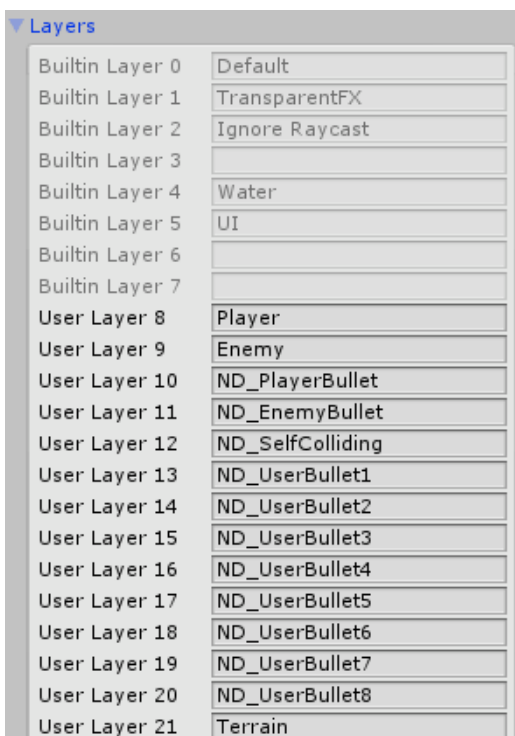 Layers
Builtin Layer 0 Default
Builtin Layer 1 TransparentFX
Builtin Layer 2 Ignore Raycast
Builtin Layer 3
Builtin Layer 4 Water
Builtin Layer 5 UI
Builtin Layer 6
Builtin Layer 7
User Layer 8 Player
User Layer 9 Enemy
User Layer 10 ND_PlayerBullet
User Layer 11 ND_EnemyBullet
User Layer 12 ND_SelfColliding
User Layer 13 ND_UserBullet1
User Layer 14 ND_UserBullet2
User Layer 15 ND_UserBullet3
User Layer 16 ND_UserBullet4
User Layer 17 ND_UserBullet5
User Layer 18 ND_UserBullet6
User Layer 19 ND_UserBullet7
User Layer 20 ND_UserBullet8
User Layer 21 Terrain